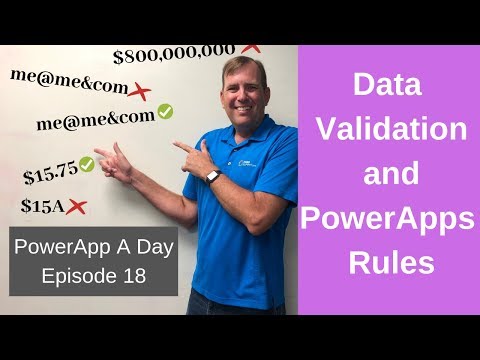 $800,000,000
me@me&com
me@me&com
$15.75
$15A
PowerApp A Day
Episode 18
Data
Validation
and
PowerApps
Rules